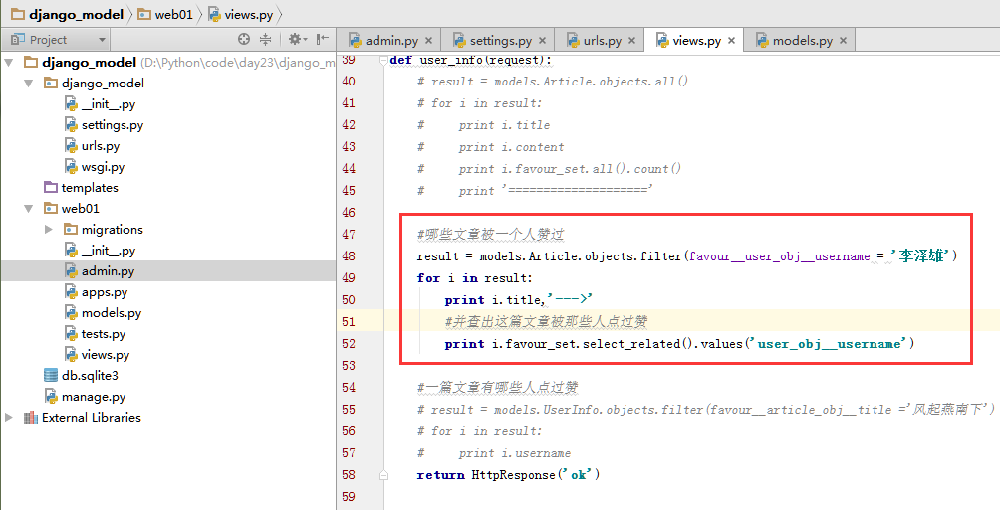 django_model web01 views.py
Project
admin.py settings.py urls.py views.py models.py
django_model (D:\Python\code\day23\django_m
django_model
__init__.py
settings.py
urls.py
wsgi.py
templates
web01
migrations
__init__.py
admin.py
apps.py
models.py
tests.py
views.py
db.sqlite3
manage.py
External Libraries
39 def user_info(request):
40 # result = models.Article.objects.all()
41 # for i in result:
42 #     print i.title
43 #     print i.content
44 #     print i.favour_set.all().count()
45 #     print '====================='
46
47 #哪些文章被一个人赞过
48 result = models.Article.objects.filter(favour__user_obj__username = '李泽雄')
49 for i in result:
50     print i.title,'--->'
51     #并查出这篇文章被那些人点过赞
52     print i.favour_set.select_related().values('user_obj__username')
53
54 #一篇文章有哪些人点过赞
55 # result = models.UserInfo.objects.filter(favour__article_obj__title ='风起燕南下')
56 # for i in result:
57 #     print i.username
58 return HttpResponse('ok')
59